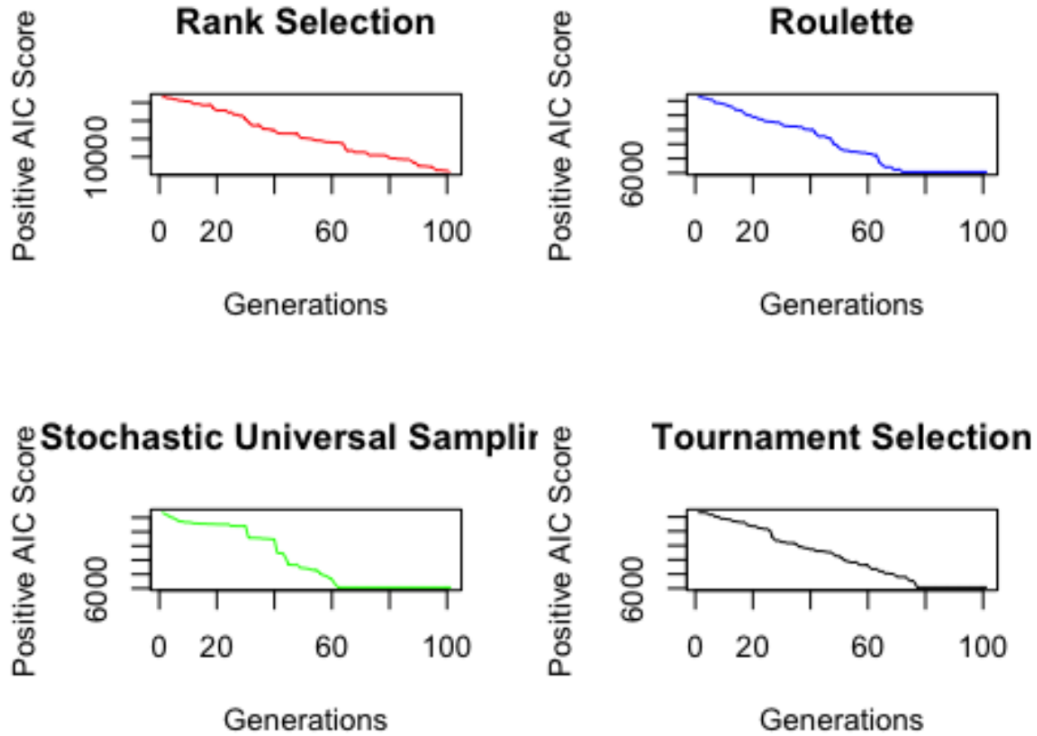 Rank Selection
Positive AIC Score
10000
0 20 60 100
Generations
Roulette
Positive AIC Score
6000
0 20 60 100
Generations
Stochastic Universal Samplin
Positive AIC Score
6000
0 20 60 100
Generations
Tournament Selection
Positive AIC Score
6000
0 20 60 100
Generations